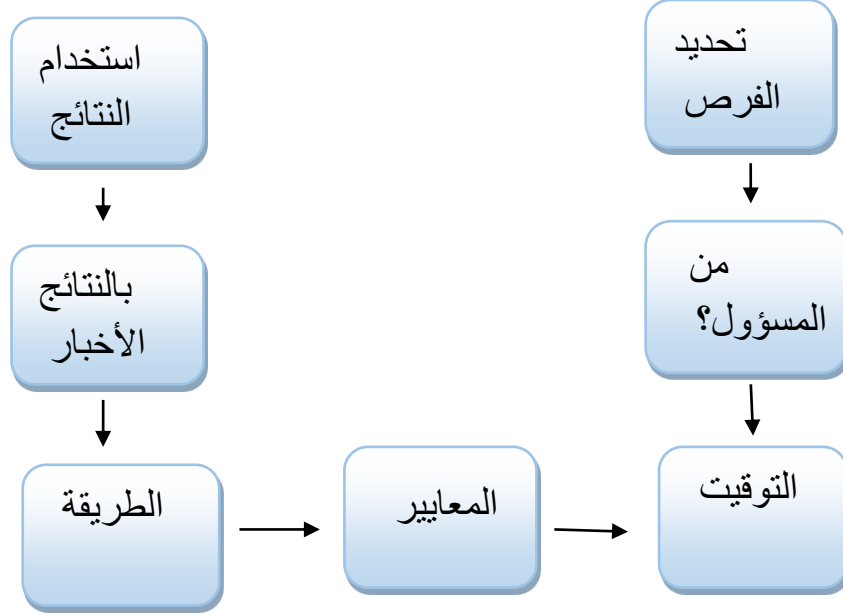 تحديد
الفرص
من
المسؤول؟
التوقيت
المعايير
الطريقة
بالنتائج
الأخبار
استخدام
النتائج